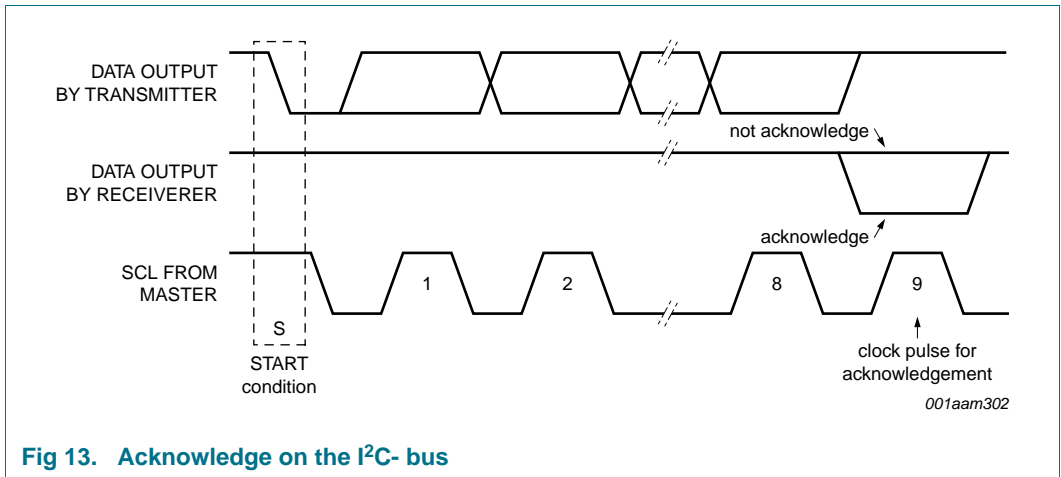 DATA OUTPUT
BY TRANSMITTER
not acknowledge
DATA OUTPUT
BY RECEIVERER
acknowledge
SCL FROM
MASTER
1
2
8
9
S
START
condition
clock pulse for
acknowledgement
001aam302
Fig 13. Acknowledge on the I²C- bus